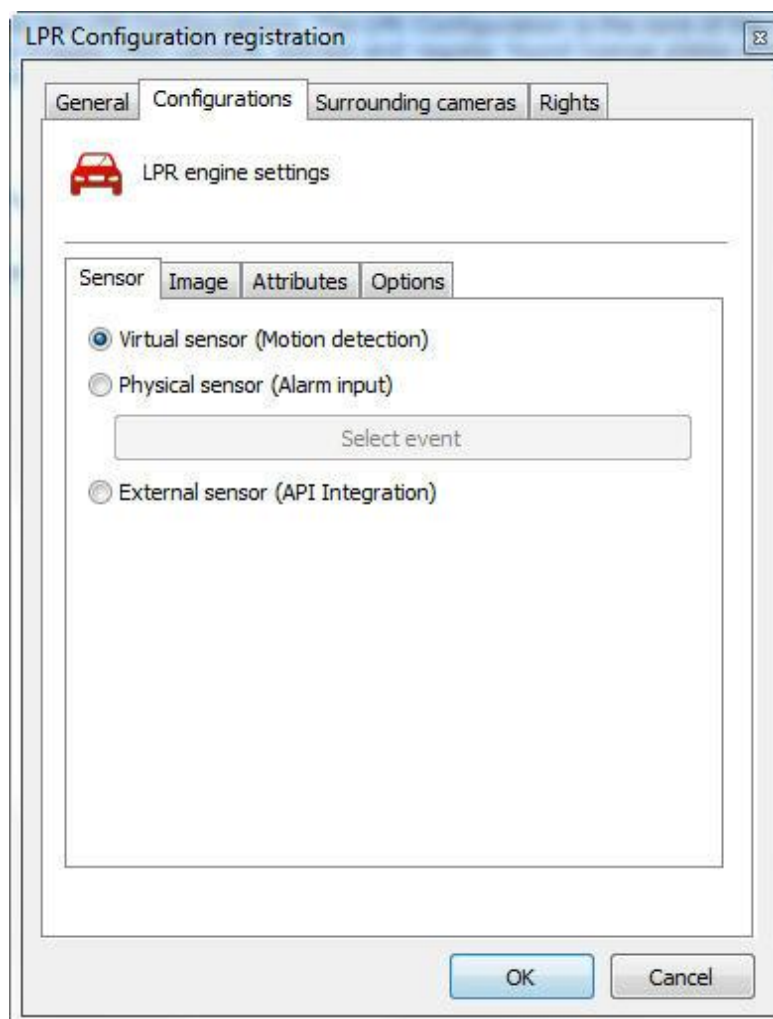 LPR Configuration registration
General Configurations Surrounding cameras Rights
LPR engine settings
Sensor Image Attributes Options
Virtual sensor (Motion detection)
Physical sensor (Alarm input)
Select event
External sensor (API Integration)
OK Cancel